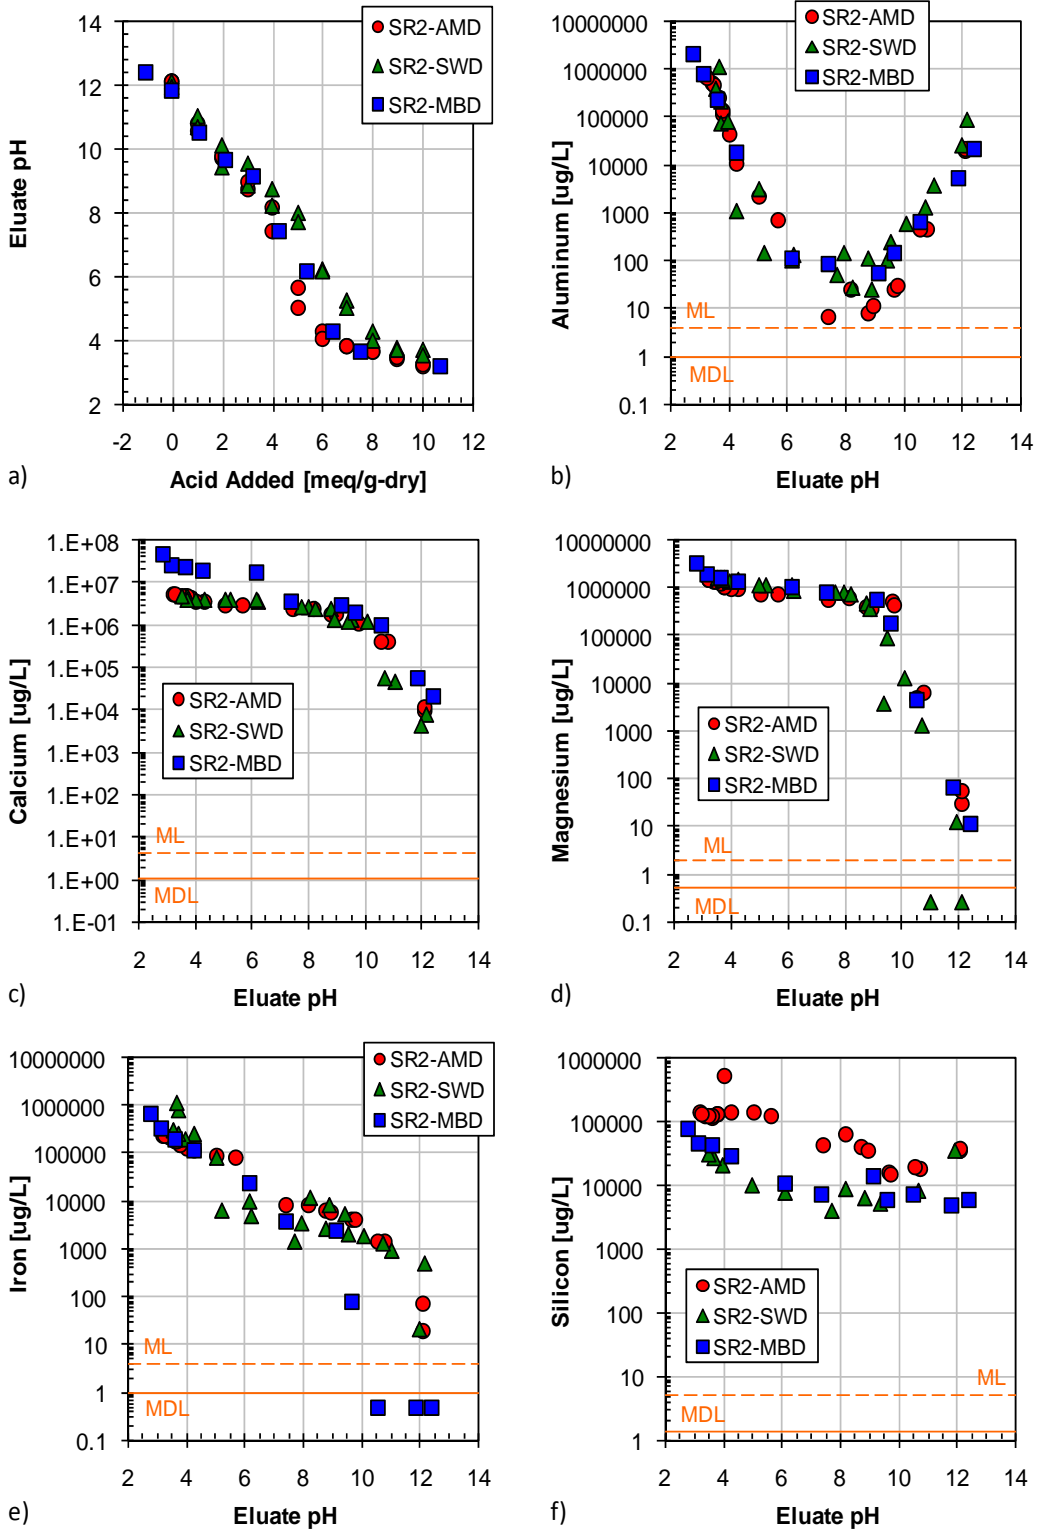 14
12
10
8
6
4
2
-2
0
2
4
6
8
10
12
Eluate pH
SR2-AMD
SR2-SWD
SR2-MBD
Acid Added [meq/g-dry]
a)
10000000
1000000
100000
10000
1000
100
10
1
0.1
2
4
6
8
10
12
14
Aluminum [ug/L]
SR2-AMD
SR2-SWD
SR2-MBD
ML
MDL
Eluate pH
b)
1.E+08
1.E+07
1.E+06
1.E+05
1.E+04
1.E+03
1.E+02
1.E+01
1.E+00
1.E-01
2
4
6
8
10
12
14
Calcium [ug/L]
SR2-AMD
SR2-SWD
SR2-MBD
ML
MDL
Eluate pH
c)
10000000
1000000
100000
10000
1000
100
10
1
0.1
2
4
6
8
10
12
14
Magnesium [ug/L]
SR2-AMD
SR2-SWD
SR2-MBD
ML
MDL
Eluate pH
d)
10000000
1000000
100000
10000
1000
100
10
1
0.1
2
4
6
8
10
12
14
Iron [ug/L]
SR2-AMD
SR2-SWD
SR2-MBD
ML
MDL
Eluate pH
e)
1000000
100000
10000
1000
100
10
1
2
4
6
8
10
12
14
Silicon [ug/L]
SR2-AMD
SR2-SWD
SR2-MBD
ML
MDL
Eluate pH
f)